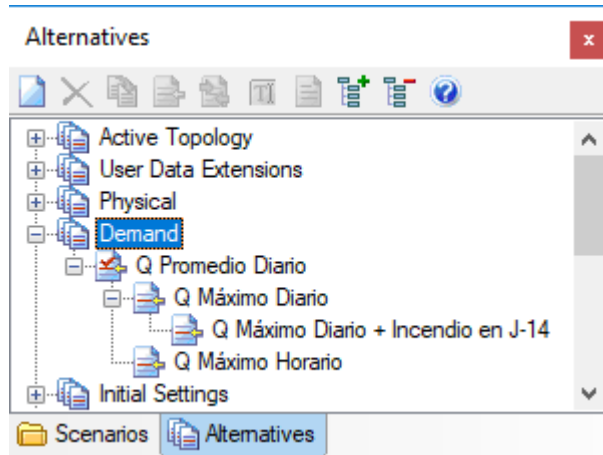 Alternatives
x
Active Topology
User Data Extensions
Physical
Demand
Q Promedio Diario
Q Máximo Diario
Q Máximo Diario + Incendio en J-14
Q Máximo Horario
Initial Settings
Scenarios Alternatives